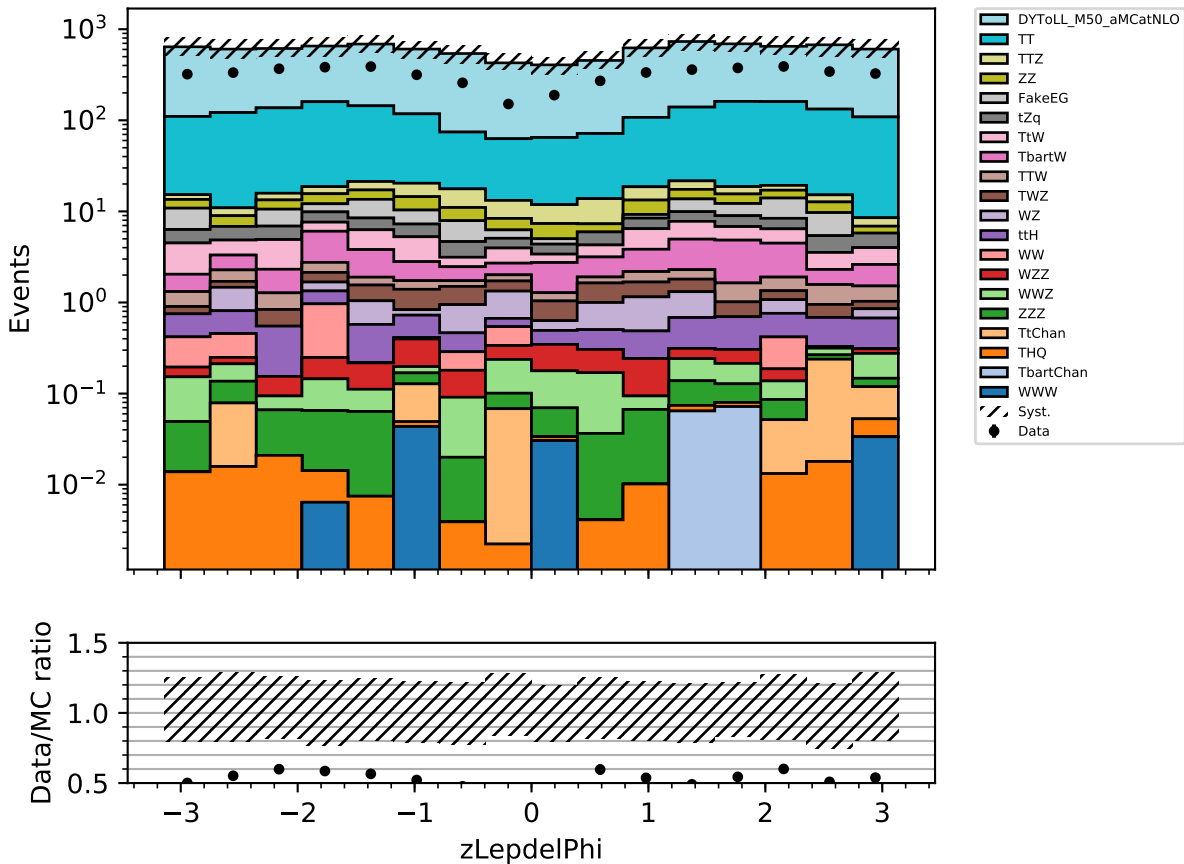 10³
10²
10¹
10⁰
10⁻¹
10⁻²
Events
DYToLL_M50_aMCatNLO
TT
TTZ
ZZ
FakeEG
tZq
TtW
TbartW
TTW
TWZ
WZ
ttH
WW
WZZ
WWZ
ZZZ
TtChan
THQ
TbartChan
WWW
Syst.
Data
1.5
1.0
0.5
Data/MC ratio
−3 −2 −1 0 1 2 3
zLepdelPhi